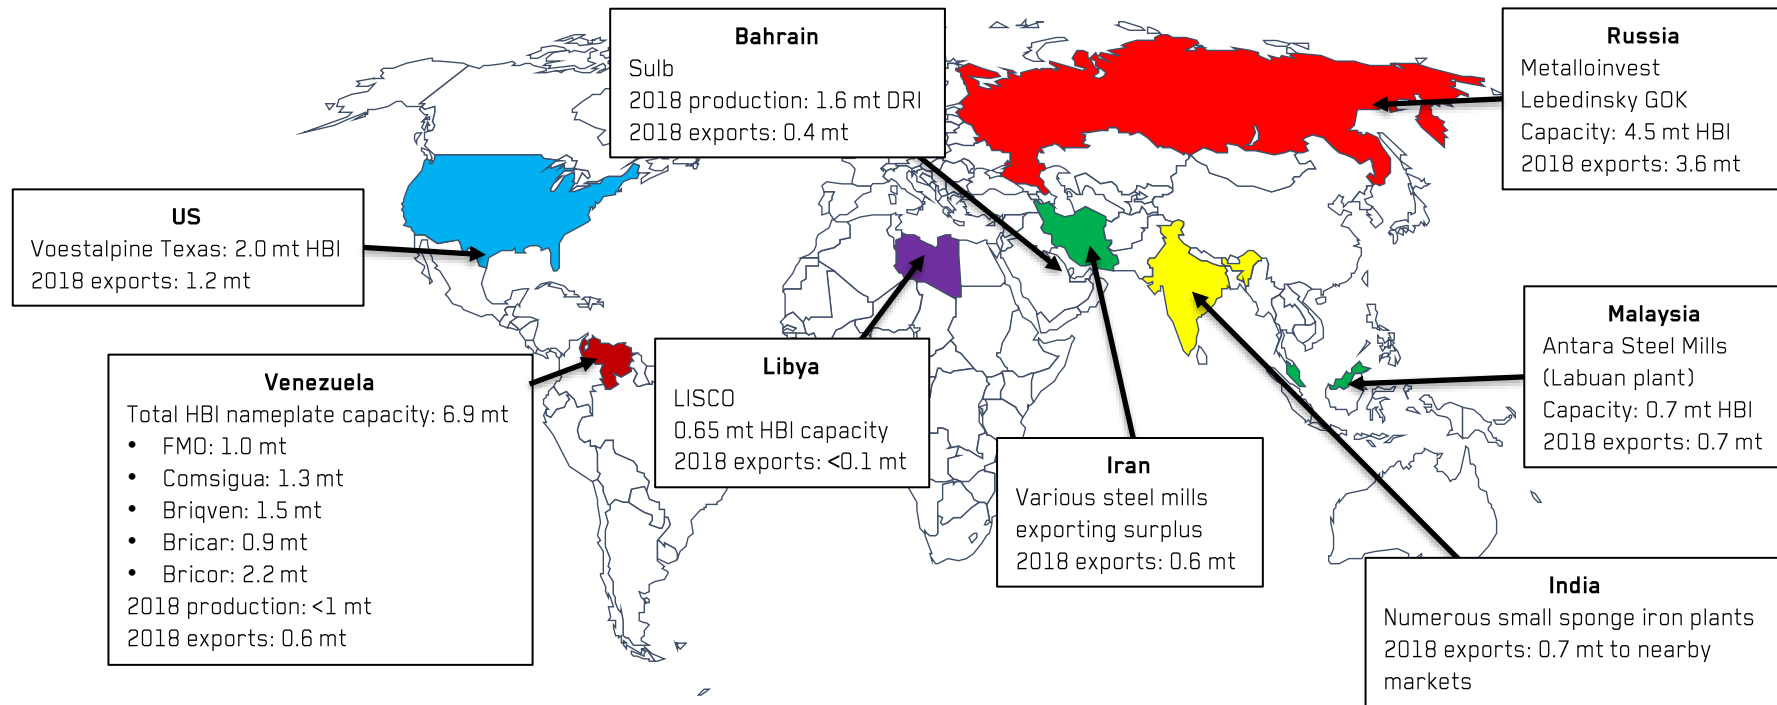 Bahrain
Sulb
2018 production: 1.6 mt DRI
2018 exports: 0.4 mt
Russia
Metalloinvest
Lebedinsky GOK
Capacity: 4.5 mt HBI
2018 exports: 3.6 mt
US
Voestalpine Texas: 2.0 mt HBI
2018 exports: 1.2 mt
Venezuela
Total HBI nameplate capacity: 6.9 mt
• FMO: 1.0 mt
• Comsigua: 1.3 mt
• Briqven: 1.5 mt
• Bricar: 0.9 mt
• Bricor: 2.2 mt
2018 production: <1 mt
2018 exports: 0.6 mt
Libya
LISCO
0.65 mt HBI capacity
2018 exports: <0.1 mt
Iran
Various steel mills
exporting surplus
2018 exports: 0.6 mt
Malaysia
Antara Steel Mills
(Labuan plant)
Capacity: 0.7 mt HBI
2018 exports: 0.7 mt
India
Numerous small sponge iron plants
2018 exports: 0.7 mt to nearby
markets